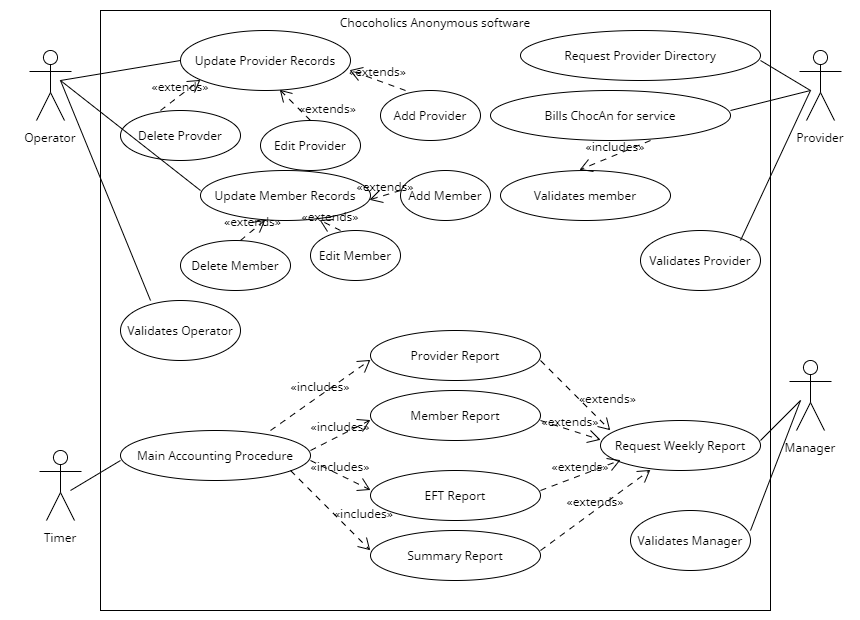 Chocoholics Anonymous software
Update Provider Records
Request Provider Directory
«extends»
«extends»
«extends»
Add Provider
Bills ChocAn for service
Operator
Delete Provder
Edit Provider
Provider
«includes»
Update Member Records
«extends»
Add Member
Validates member
«extends»
«extends»
Delete Member
Edit Member
Validates Provider
Validates Operator
Provider Report
«includes»
«extends»
Member Report
«includes»
«extends»
Main Accounting Procedure
Request Weekly Report
Manager
«includes»
«extends»
EFT Report
«includes»
«extends»
Timer
Validates Manager
Summary Report